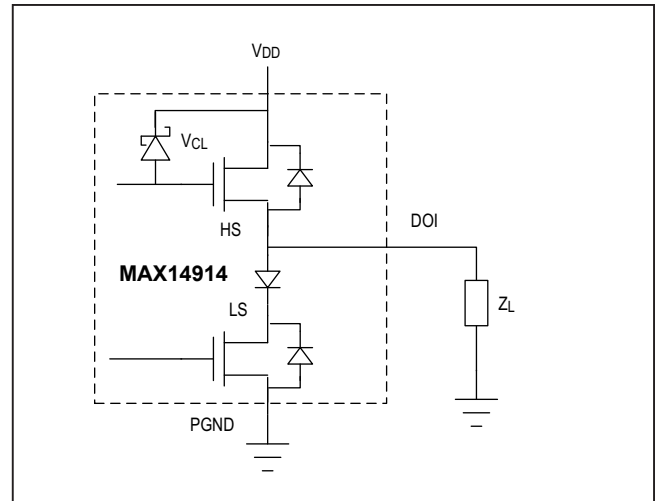 VDD
VCL
HS
DOI
MAX14914
LS
ZL
PGND